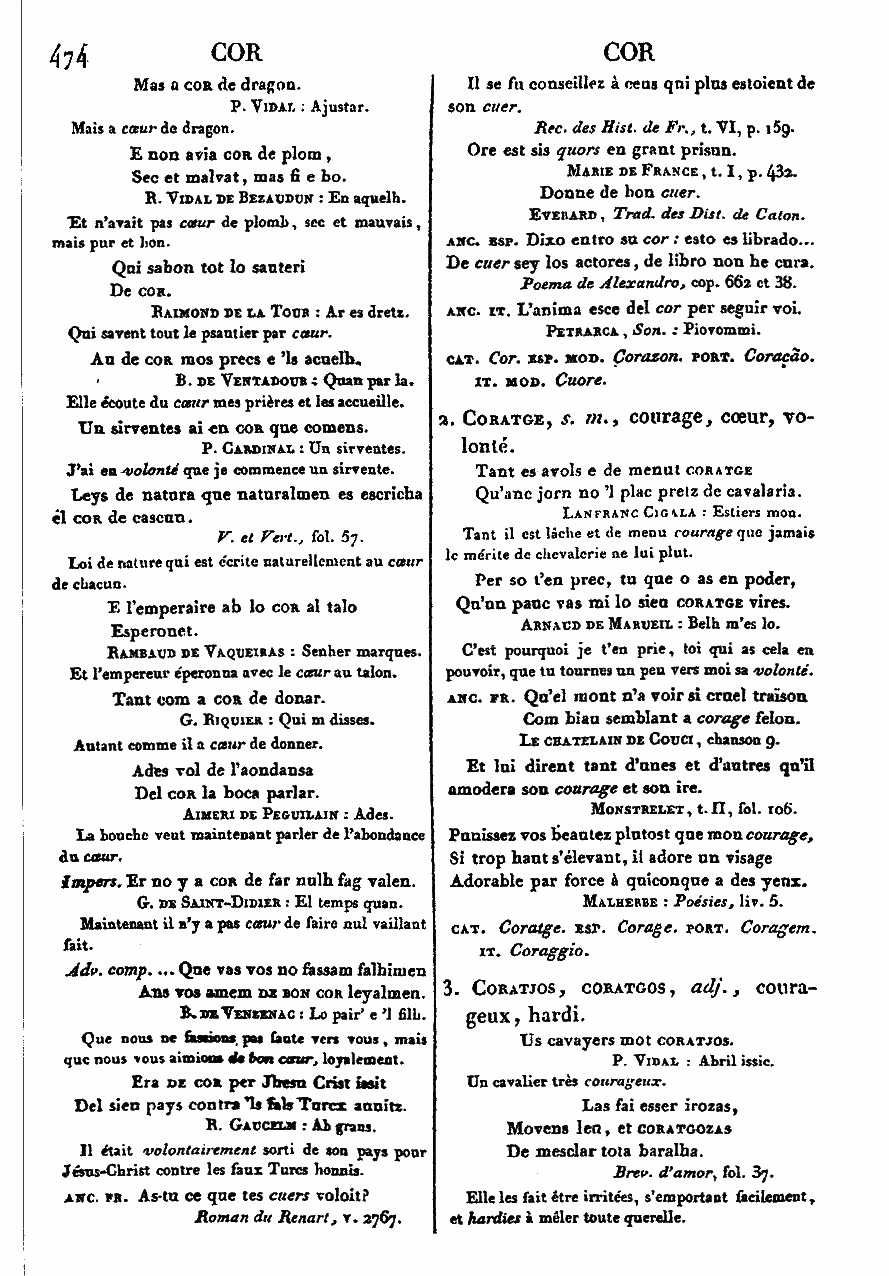 474
COR
COR
Mas a COR de dragon.
P. VIDAL : Ajustar.
Mais a cœur de dragon.
E non avia COR de plom,
Sec et malvat, mas fi e bo.
R. VIDAL DE BEZAUDUN : En aquelh.
Et n'avait pas cœur de plomb, sec et mauvais,
mais pur et bon.
Qui sabon tot lo sauteri
De COR.
RAIMOND DE LA TOUR : Ar es dretz.
Qui savent tout le psautier par cœur.
Au de COR mos precs e 'ls acuelh.
B. DE VENTADOUR : Quan par la.
Elle écoute du cœur mes prières et les accueille.
Un sirventes ai en COR que comens.
P. CARDINAL : Un sirventes.
J'ai en volonté que je commence un sirvente.
Leys de natura que naturalmen es escricha
el COR de cascun.
V. et Vert., fol. 57.
Loi de nature qui est écrite naturellement au cœur
de chacun.
E l'emperaire ab lo COR al talo
Esperonet.
RAMBAUD DE VAQUEIRAS : Senher marques.
Et l'empereur éperonna avec le cœur au talon.
Tant com a COR de donar.
G. RIQUIER : Qui m disses.
Autant comme il a cœur de donner.
Ades vol de l'aondansa
Del COR la boca parlar.
AIMERI DE PEGUILAIN : Ades.
La bouche veut maintenant parler de l'abondance
du cœur.
Impers. Er no y a COR de far nulh fag valen.
G. DE SAINT-DIDIER : El temps quan.
Maintenant il n'y a pas cœur de faire nul vaillant
fait.
Adv. comp. ... Que vas vos no fassam falhimen
Ans vos amem DE BON COR leyalmen.
B. DE VENZENAC : Lo pair' e 'l filh.
Que nous ne fassions pas faute vers vous, mais
que nous vous aimions de bon cœur, loyalement.
Era DE COR per Jhesu Crist issit
Del sieu pays contra 'ls fals Turcx aunitz.
R. GAUCELM : Ab grans.
Il était volontairement sorti de son pays pour
Jésus-Christ contre les faux Turcs honnis.
ANC. FR. As-tu ce que tes cuers voloit?
Roman du Renart, v. 2767.
Il se fu conseillez à ceus qui plus estoient de
son cuer.
Rec. des Hist. de Fr., t. VI, p. 159.
Ore est sis quors en grant prisun.
MARIE DE FRANCE, t. I, p. 432.
Donne de bon cuer.
EVERARD, Trad. des Dist. de Caton.
ANC. ESP. Dixo entro su cor : esto es librado...
De cuer sey los actores, de libro non he cura.
Poema de Alexandro, cop. 662 et 38.
ANC. IT. L'anima esce del cor per seguir voi.
PETRARCA, Son. : Piovommi.
CAT. Cor. ESP. MOD. Corazon. PORT. Coração.
IT. MOD. Cuore.
2. CORATGE, s. m., courage, cœur, vo-
lonté.
Tant es avols e de menut CORATGE
Qu'anc jorn no 'l plac pretz de cavalaria.
LANFRANC CIGALA : Estiers mon.
Tant il est lâche et de menu courage que jamais
le mérite de chevalerie ne lui plut.
Per so t'en prec, tu que o as en poder,
Qu'un pauc vas mi lo sieu CORATGE vires.
ARNAUD DE MARUEIL : Belh m'es lo.
C'est pourquoi je t'en prie, toi qui as cela en
pouvoir, que tu tournes un peu vers moi sa volonté.
ANC. FR. Qu'el mont n'a voir si cruel traïson
Com biau semblant a corage felon.
LE CHATELAIN DE COUCI, chanson 9.
Et lui dirent tant d'unes et d'autres qu'il
amodera son courage et son ire.
MONSTRELET, t. II, fol. 106.
Punissez vos beautez plutost que mon courage,
Si trop haut s'élevant, il adore un visage
Adorable par force à quiconque a des yeux.
MALHERBE : Poésies, liv. 5.
CAT. Coratge. ESP. Corage. PORT. Coragem.
IT. Coraggio.
3. CORATJOS, CORATGOS, adj., coura-
geux, hardi.
Us cavayers mot CORATJOS.
P. VIDAL : Abril issic.
Un cavalier très courageux.
Las fai esser irozas,
Movens leu, et CORATGOZAS
De mesclar tota baralha.
Brev. d'amor, fol. 37.
Elle les fait être irritées, s'emportant facilement,
et hardies à mêler toute querelle.